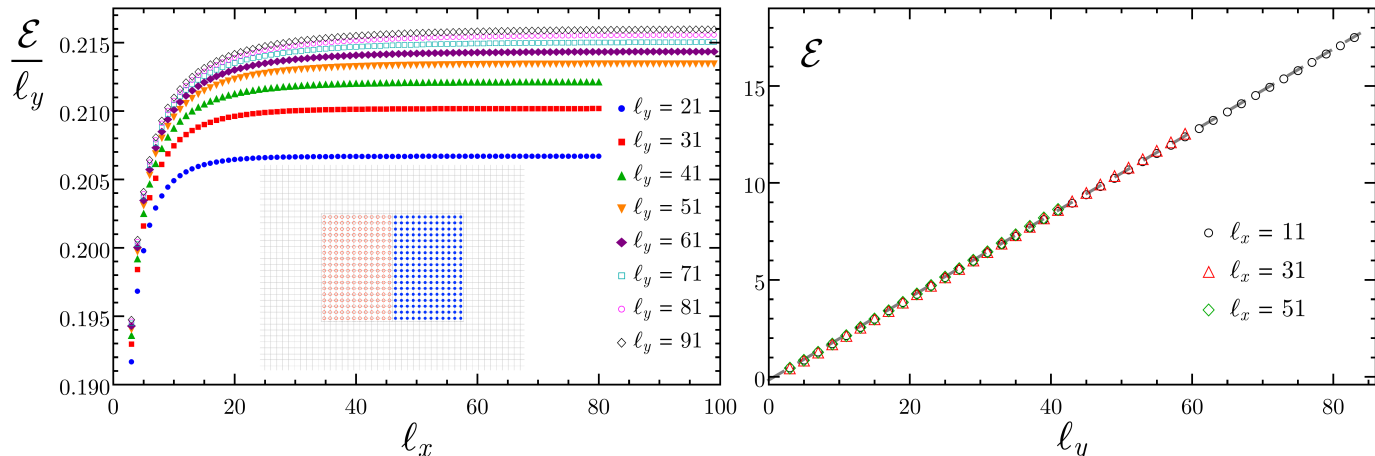 ℰ
ℓy
0.215
0.210
0.205
0.200
0.195
0.190
0
20
40
60
80
100
ℓx
ℓy = 21
ℓy = 31
ℓy = 41
ℓy = 51
ℓy = 61
ℓy = 71
ℓy = 81
ℓy = 91
ℰ
15
10
5
0
0
20
40
60
80
ℓy
ℓx = 11
ℓx = 31
ℓx = 51